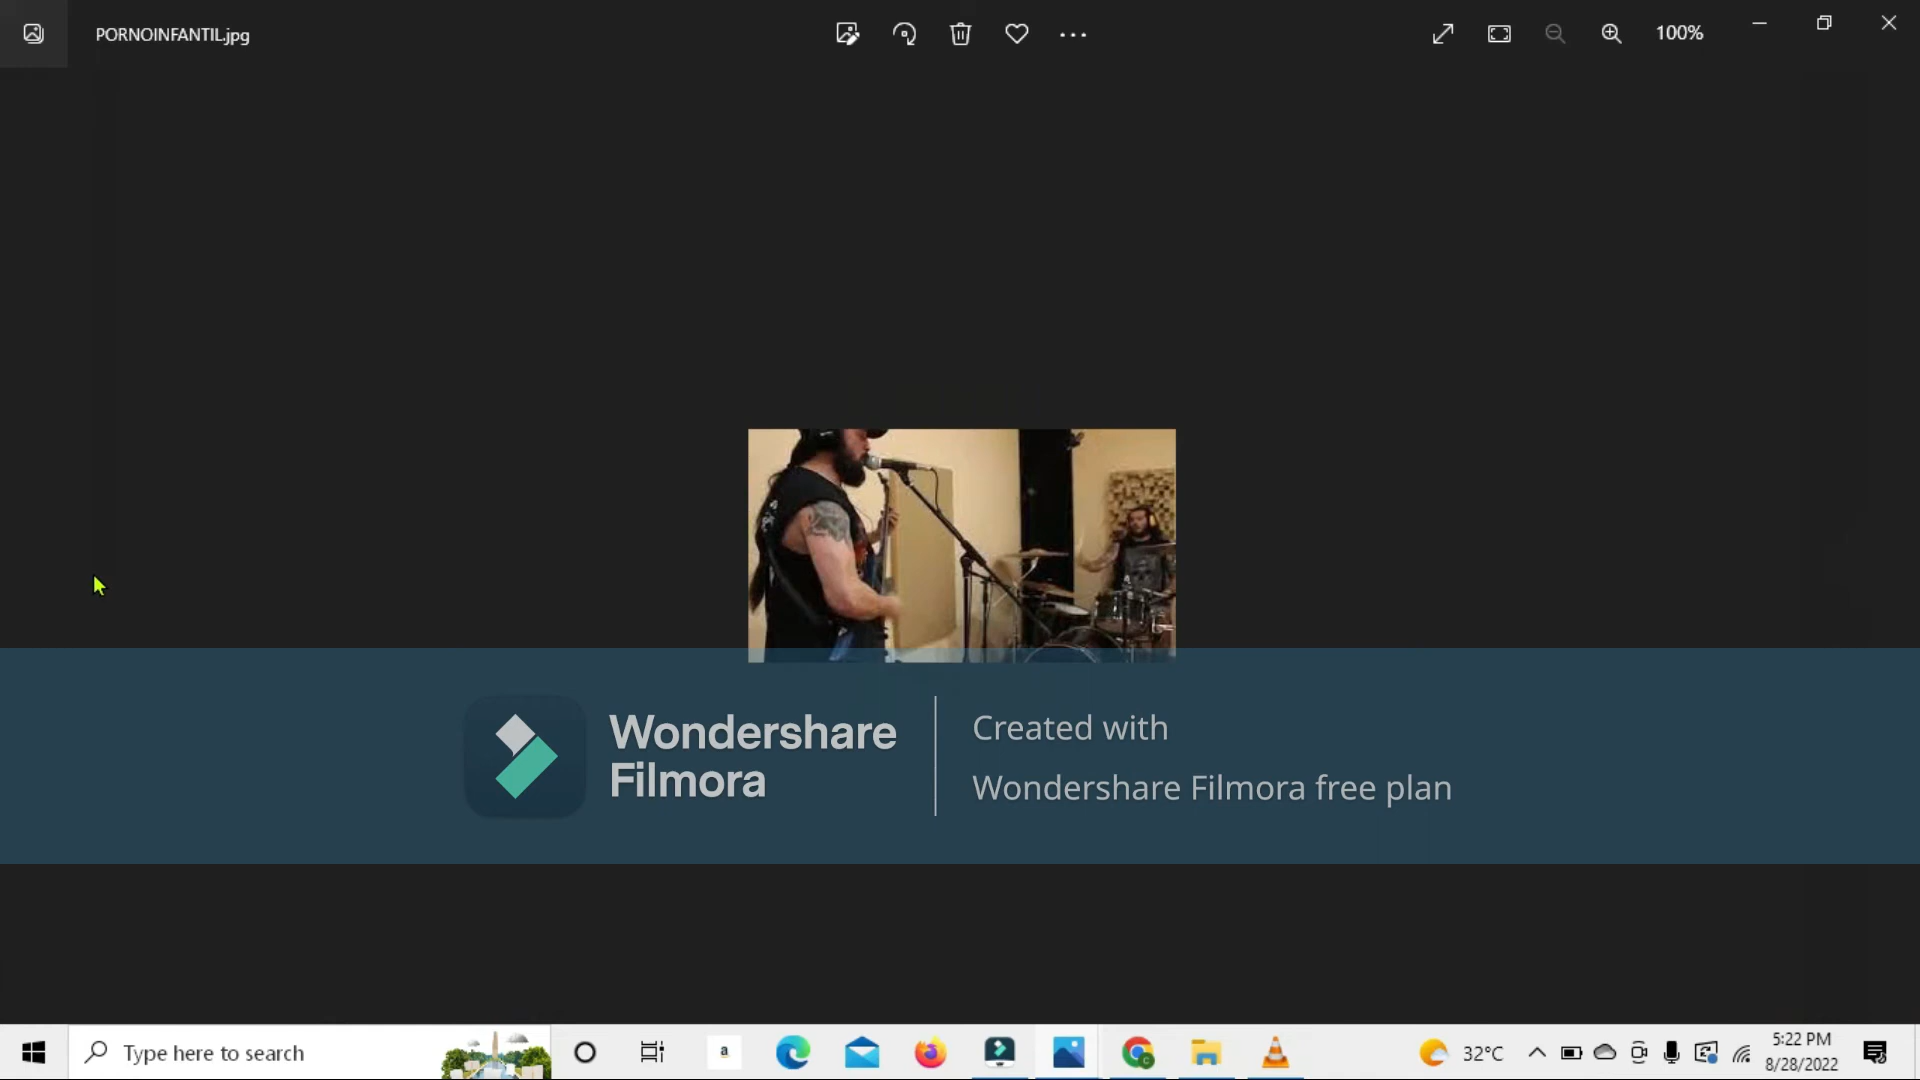 PORNOINFANTIL.jpg
100%
Wondershare
Filmora
Created with
Wondershare Filmora free plan
Type here to search
a
32°C
5:22 PM
8/28/2022